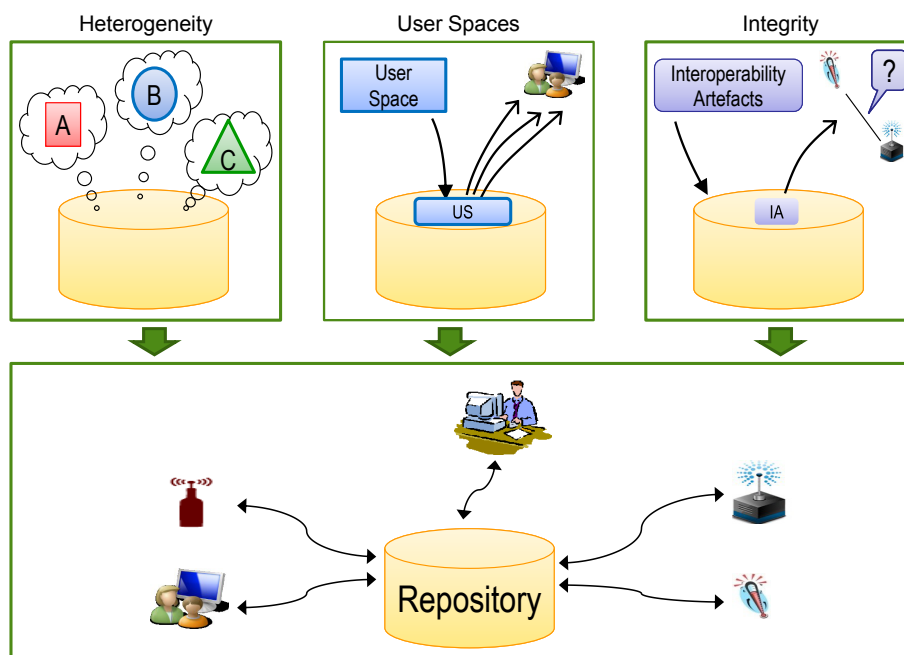 Heterogeneity
User Spaces
Integrity
A
B
C
User
Space
US
Interoperability
Artefacts
?
IA
Repository